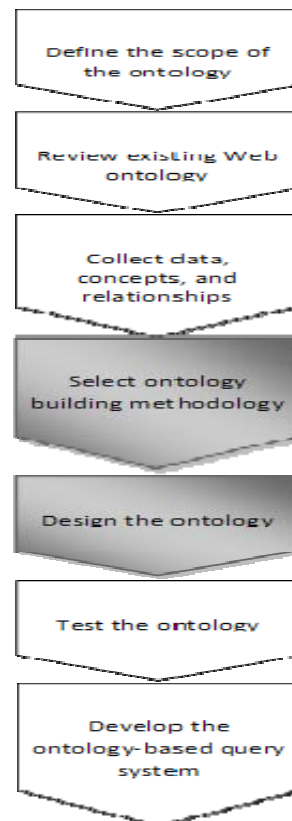 Define the scope of
the ontology
Review existing Web
ontology
Collect data,
concepts, and
relationships
Select ontology
building methodology
Design the ontology
Test the ontology
Develop the
ontology-based query
system